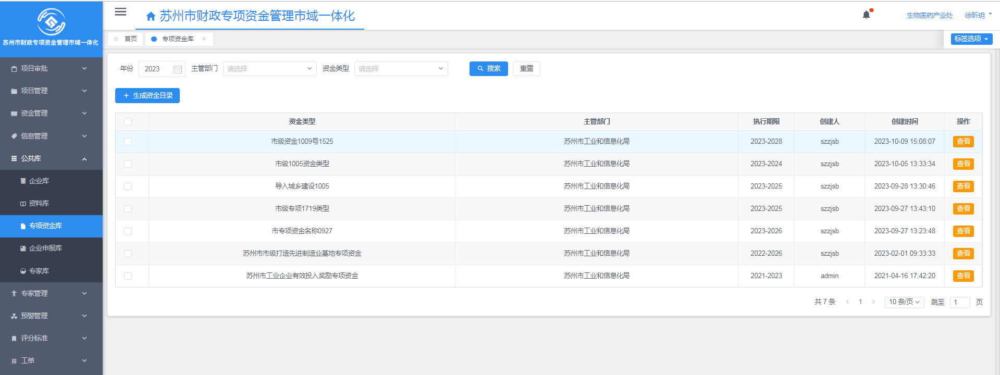 苏州市财政专项资金管理市域一体化
苏州市财政专项资金管理市域一体化
生物医药产业处 徐昕玥
首页 专项资金库 标签选项
项目审批
项目管理
资金管理
信息管理
公共库
企业库
资料库
专项资金库
企业申报库
专家库
专家管理
预警管理
评分标准
工单
年份 2023 主管部门 请选择 资金类型 请选择 搜索 重置
生成资金目录
资金类型 主管部门 执行期限 创建人 创建时间 操作
市级资金1009号1525 苏州市工业和信息化局 2023-2028 szzjsb 2023-10-09 15:08:07 查看
市级1005资金类型 苏州市工业和信息化局 2023-2024 szzjsb 2023-10-05 13:33:34 查看
导入城乡建设1005 苏州市工业和信息化局 2023-2025 szzjsb 2023-09-28 13:30:46 查看
市级专项1719类型 苏州市工业和信息化局 2023-2025 szzjsb 2023-09-27 13:43:10 查看
市专项资金名称0927 苏州市工业和信息化局 2023-2026 szzjsb 2023-09-27 13:23:48 查看
苏州市市级打造先进制造业基地专项资金 苏州市工业和信息化局 2022-2026 szzjsb 2023-02-01 09:33:33 查看
苏州市工业企业有效投入奖励专项资金 苏州市工业和信息化局 2021-2023 admin 2021-04-16 17:42:20 查看
共 7 条 1 10 条/页 跳至 1 页